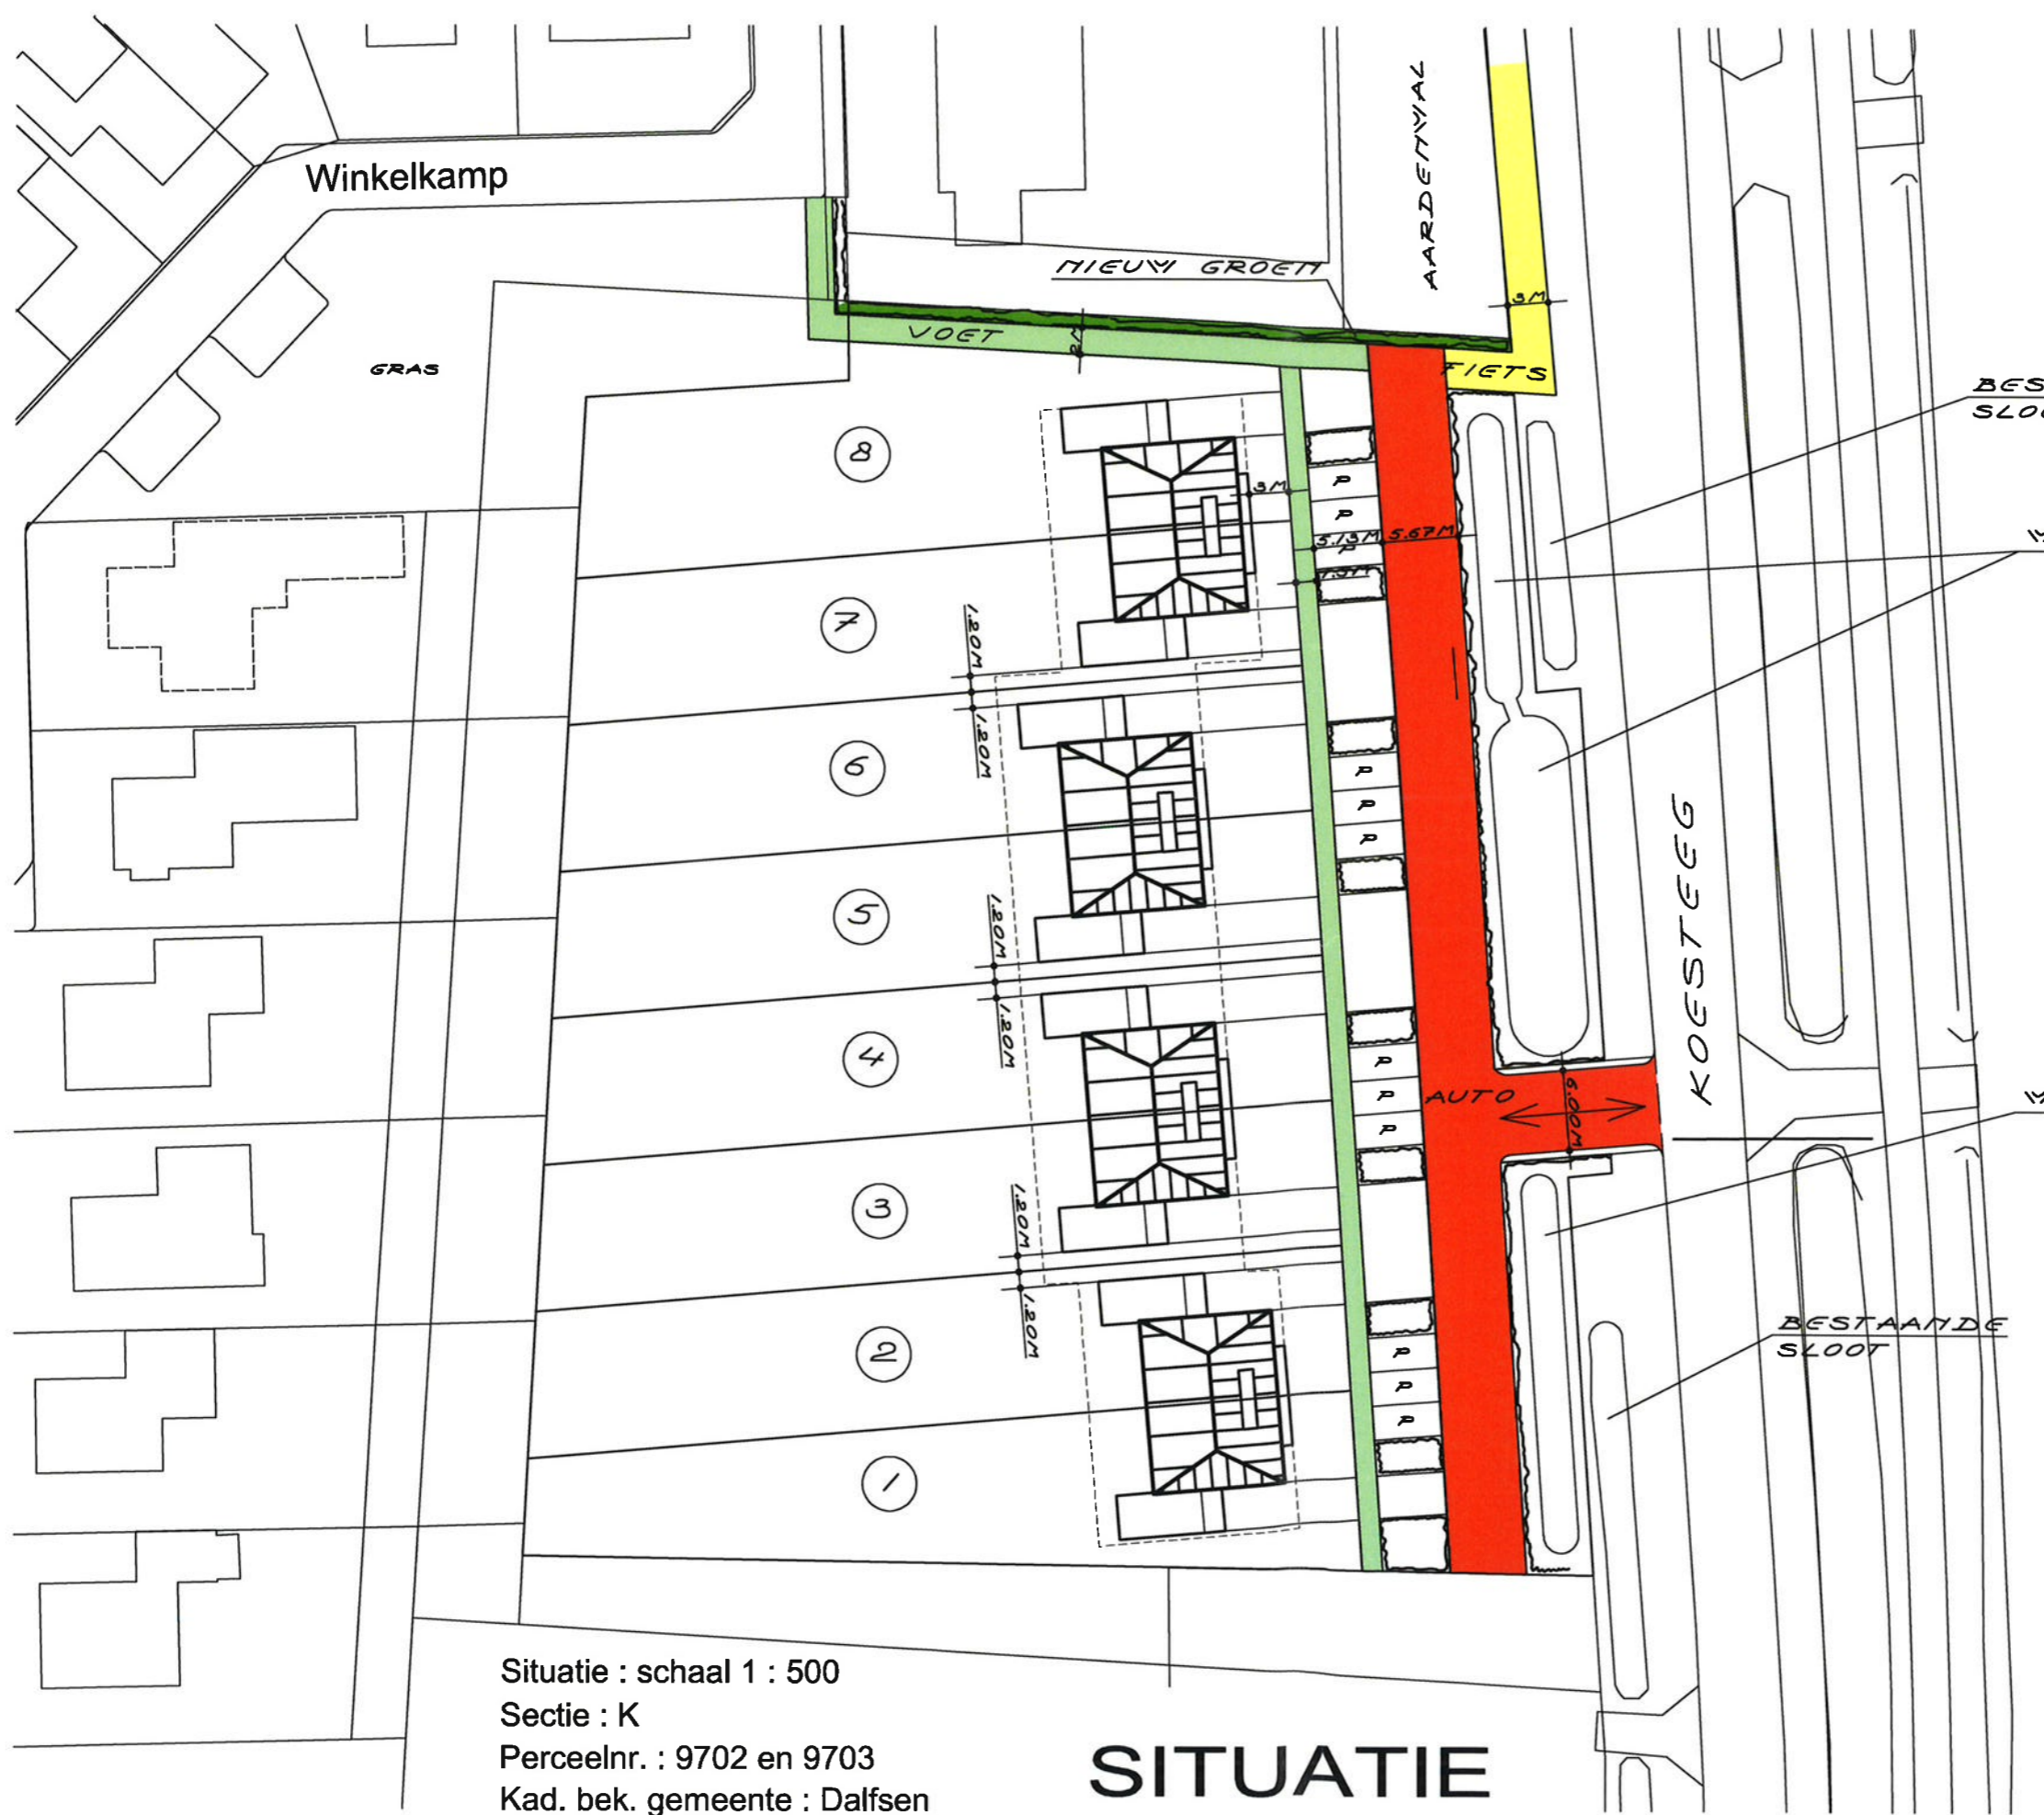 Winkelkamp
AARDENWAL
NIEUW GROEN
3M
VOET
FIETS
GRAS
BES
SLOO
8
3M
P
P
5.13M 5.67M
P
7
1.20M
1.20M
6
P
P
P
KOESTEEG
5
1.20M
1.20M
4
P
P
P
AUTO
6.00M
3
1.20M
1.20M
2
BESTAANDE
SLOOT
P
P
P
1
Situatie : schaal 1 : 500
Sectie : K
Perceelnr. : 9702 en 9703
Kad. bek. gemeente : Dalfsen
SITUATIE